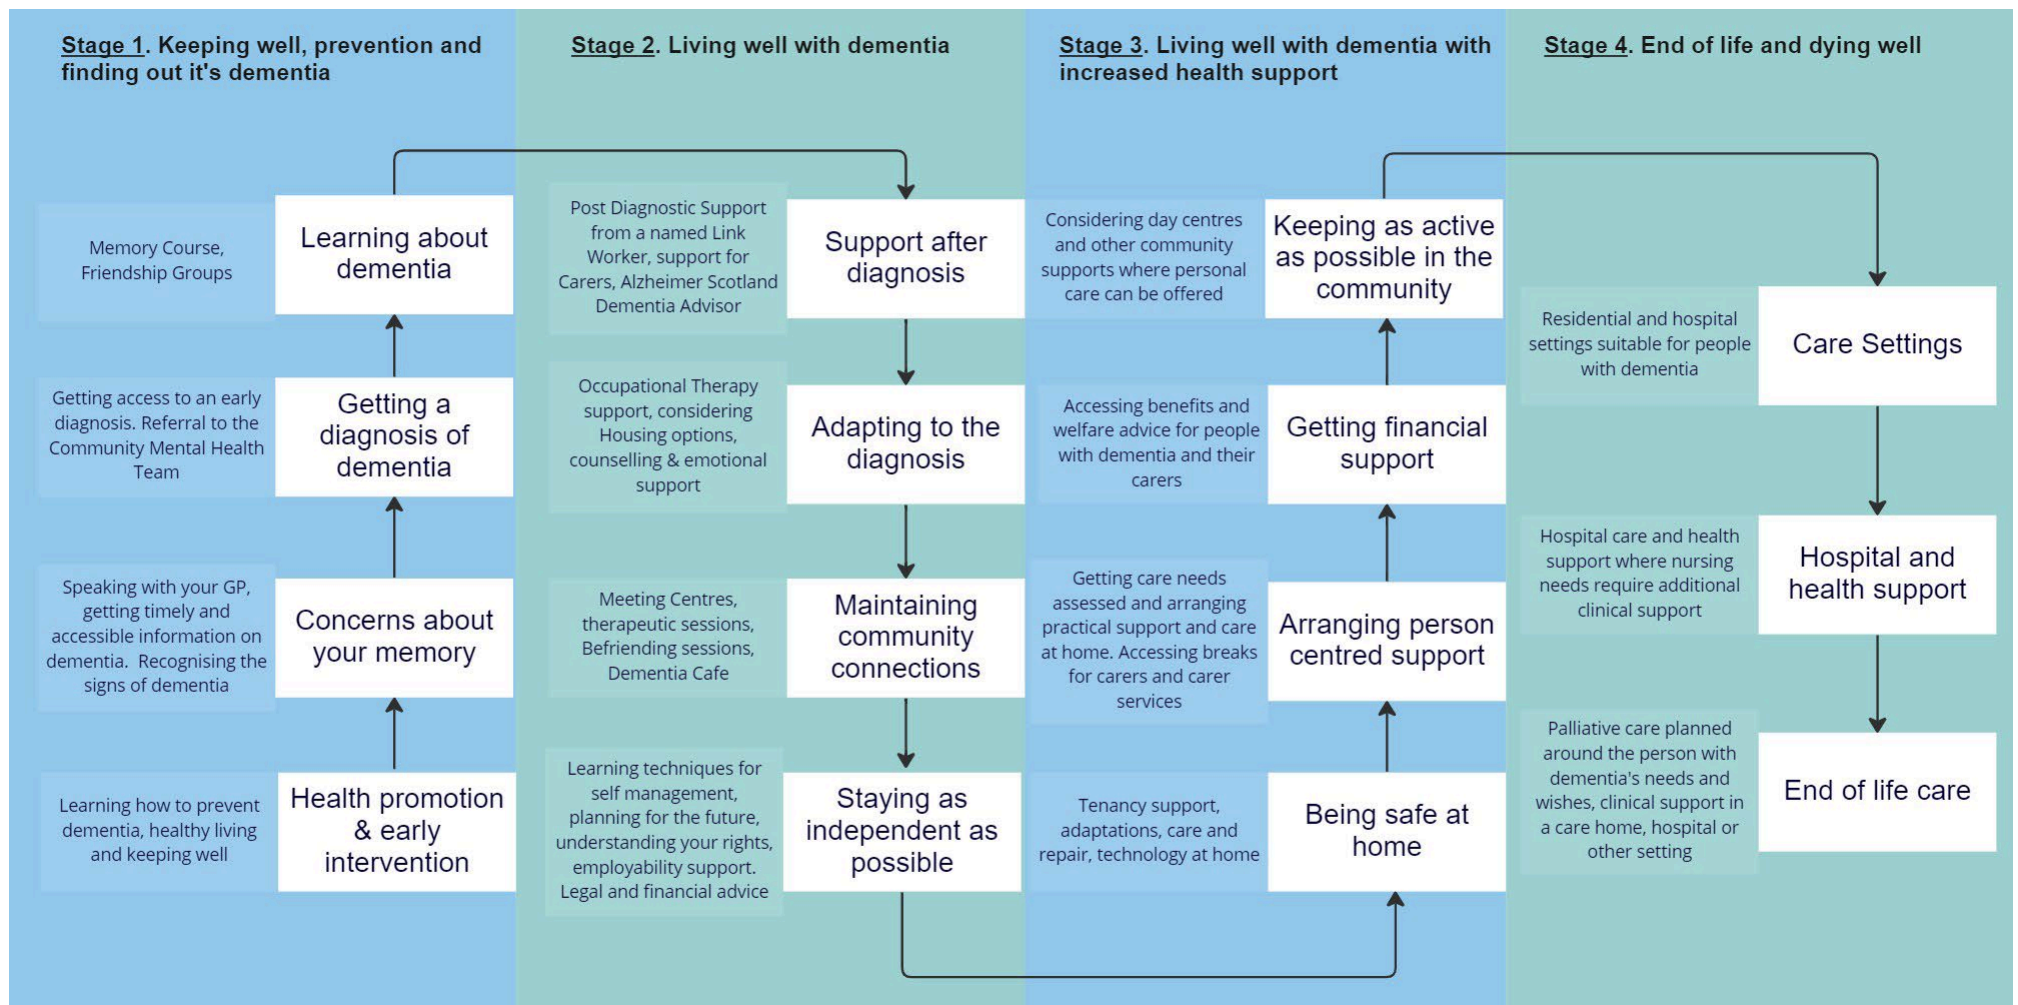 Stage 1. Keeping well, prevention and
finding out it's dementia
Memory Course,
Friendship Groups
Learning about
dementia
Getting access to an early
diagnosis. Referral to the
Community Mental Health
Team
Getting a
diagnosis of
dementia
Speaking with your GP,
getting timely and
accessible information on
dementia.  Recognising the
signs of dementia
Concerns about
your memory
Learning how to prevent
dementia, healthy living
and keeping well
Health promotion
& early
intervention
Stage 2. Living well with dementia
Post Diagnostic Support
from a named Link
Worker, support for
Carers, Alzheimer Scotland
Dementia Advisor
Support after
diagnosis
Occupational Therapy
support, considering
Housing options,
counselling & emotional
support
Adapting to the
diagnosis
Meeting Centres,
therapeutic sessions,
Befriending sessions,
Dementia Cafe
Maintaining
community
connections
Learning techniques for
self management,
planning for the future,
understanding your rights,
employability support.
Legal and financial advice
Staying as
independent as
possible
Stage 3. Living well with dementia with
increased health support
Considering day centres
and other community
supports where personal
care can be offered
Keeping as active
as possible in the
community
Accessing benefits and
welfare advice for people
with dementia and their
carers
Getting financial
support
Getting care needs
assessed and arranging
practical support and care
at home. Accessing breaks
for carers and carer
services
Arranging person
centred support
Tenancy support,
adaptations, care and
repair, technology at home
Being safe at
home
Stage 4. End of life and dying well
Residential and hospital
settings suitable for people
with dementia
Care Settings
Hospital care and health
support where nursing
needs require additional
clinical support
Hospital and
health support
Palliative care planned
around the person with
dementia's needs and
wishes, clinical support in
a care home, hospital or
other setting
End of life care